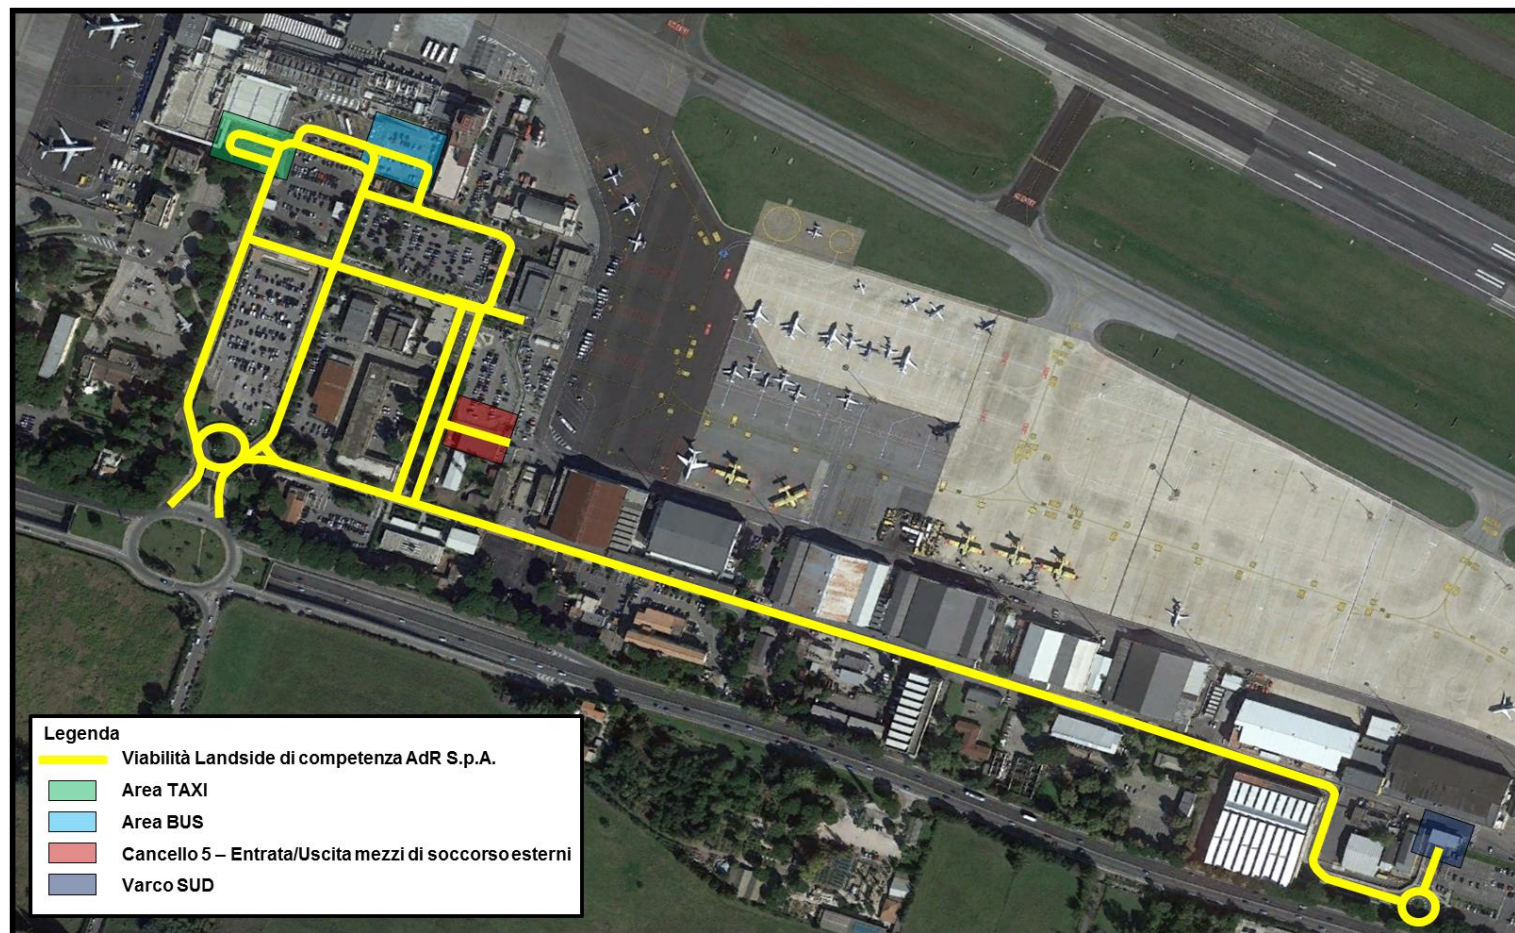 Legenda
Viabilità Landside di competenza AdR S.p.A.
Area TAXI
Area BUS
Cancello 5 – Entrata/Uscita mezzi di soccorso esterni
Varco SUD